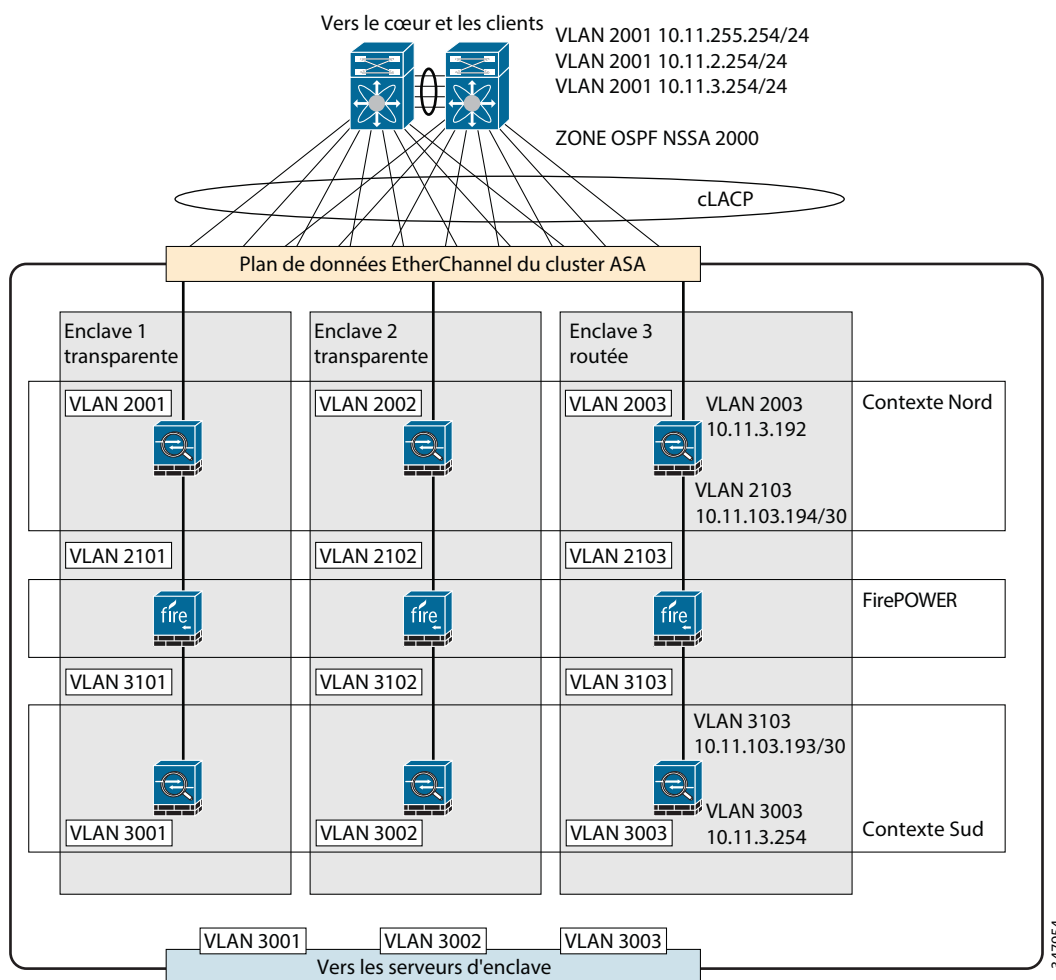 Vers le cœur et les clients
VLAN 2001 10.11.255.254/24
VLAN 2001 10.11.2.254/24
VLAN 2001 10.11.3.254/24
ZONE OSPF NSSA 2000
cLACP
Plan de données EtherChannel du cluster ASA
Enclave 1
transparente
Enclave 2
transparente
Enclave 3
routée
VLAN 2001
VLAN 2002
VLAN 2003
VLAN 2003
10.11.3.192
Contexte Nord
VLAN 2103
10.11.103.194/30
VLAN 2101
VLAN 2102
VLAN 2103
fire
fire
fire
FirePOWER
VLAN 3101
VLAN 3102
VLAN 3103
VLAN 3103
10.11.103.193/30
VLAN 3003
10.11.3.254
VLAN 3001
VLAN 3002
VLAN 3003
Contexte Sud
VLAN 3001
VLAN 3002
VLAN 3003
Vers les serveurs d'enclave
347954